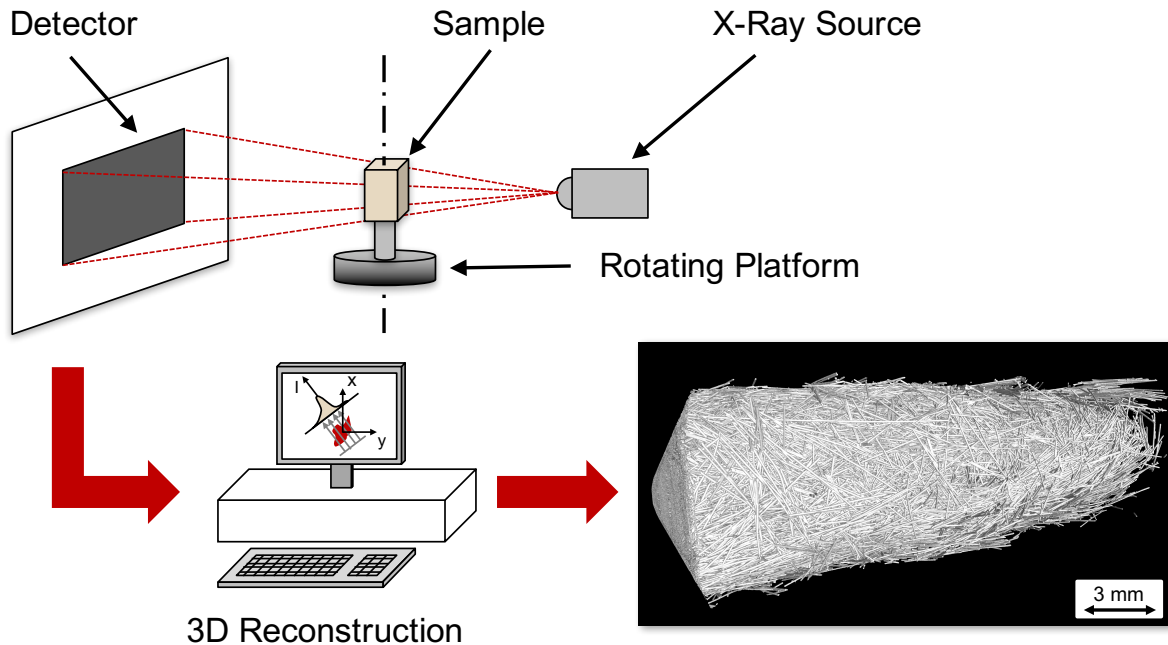 Detector
Sample
X-Ray Source
Rotating Platform
I
x
y
3D Reconstruction
3 mm